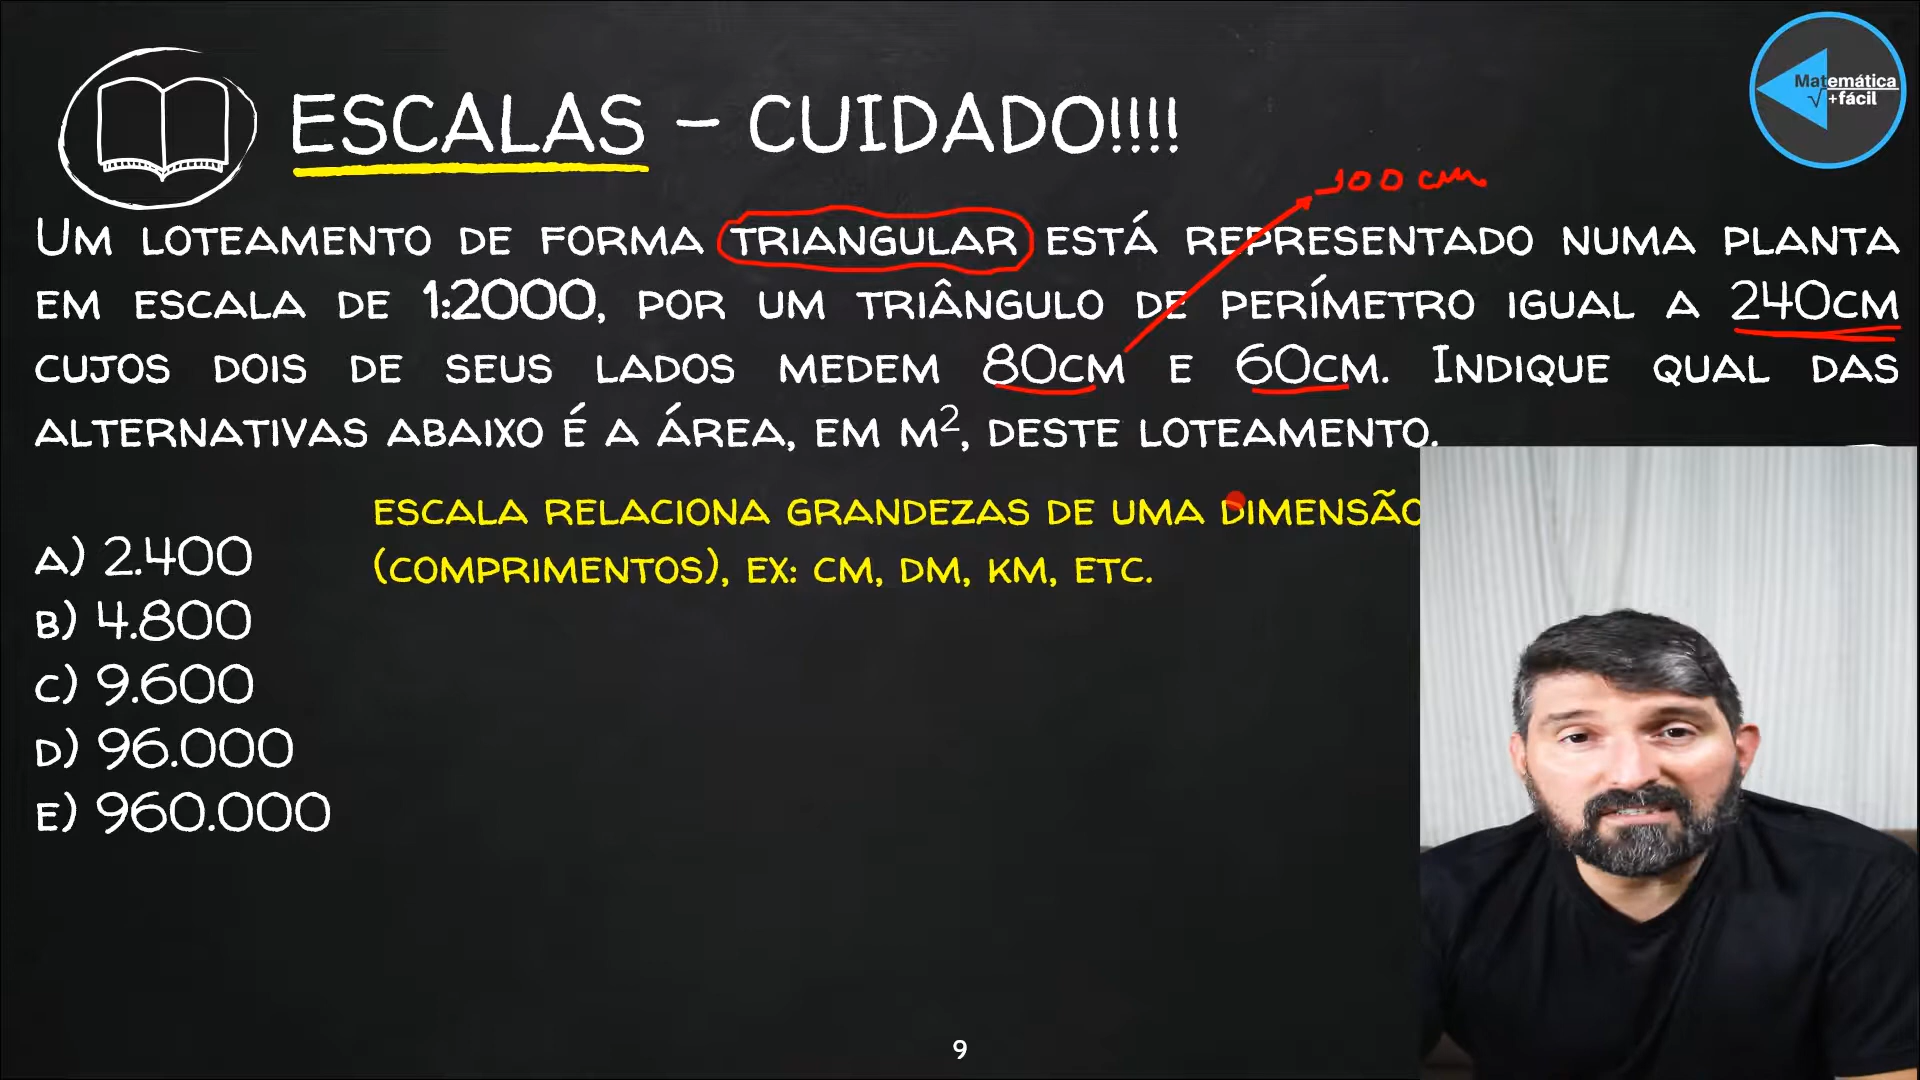 Matemática
√+fácil
ESCALAS – CUIDADO!!!!
100 cm
UM LOTEAMENTO DE FORMA TRIANGULAR ESTÁ REPRESENTADO NUMA PLANTA
EM ESCALA DE 1:2000, POR UM TRIÂNGULO DE PERÍMETRO IGUAL A 240CM
CUJOS DOIS DE SEUS LADOS MEDEM 80CM E 60CM. INDIQUE QUAL DAS
ALTERNATIVAS ABAIXO É A ÁREA, EM M², DESTE LOTEAMENTO.
ESCALA RELACIONA GRANDEZAS DE UMA DIMENSÃO
(COMPRIMENTOS), EX: CM, DM, KM, ETC.
A) 2.400
B) 4.800
C) 9.600
D) 96.000
E) 960.000
9